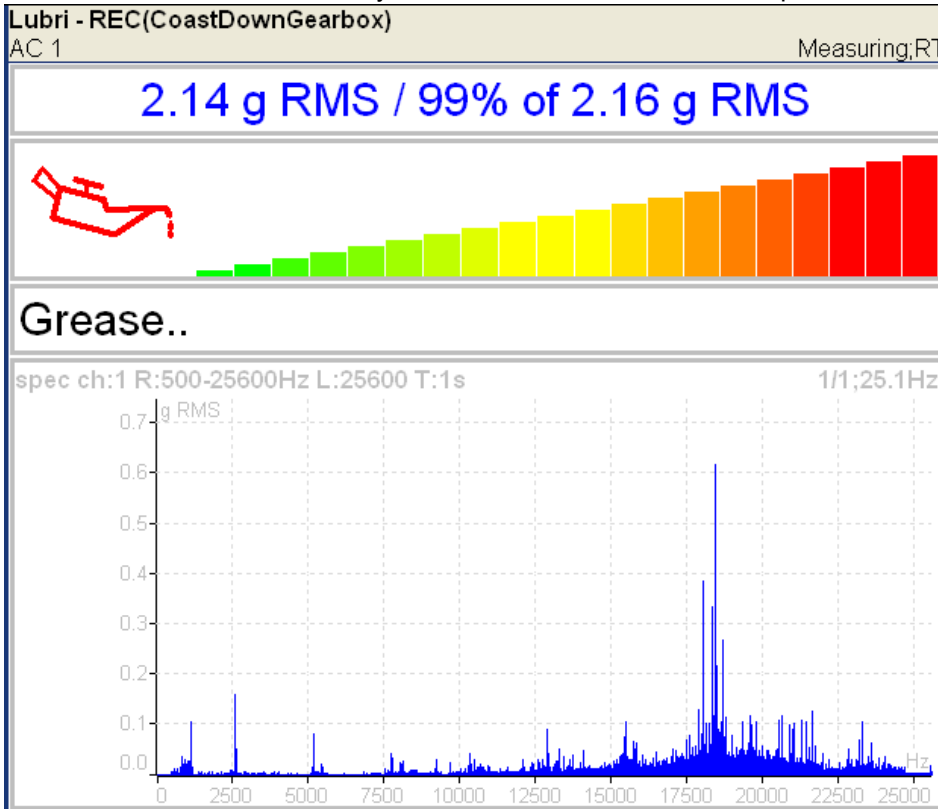 Lubri - REC(CoastDownGearbox)
AC 1 Measuring;RT
2.14 g RMS / 99% of 2.16 g RMS
Grease..
spec ch:1 R:500-25600Hz L:25600 T:1s 1/1;25.1Hz
g RMS
0.7
0.6
0.5
0.4
0.3
0.2
0.1
0.0
Hz
0 2500 5000 7500 10000 12500 15000 17500 20000 22500 25000